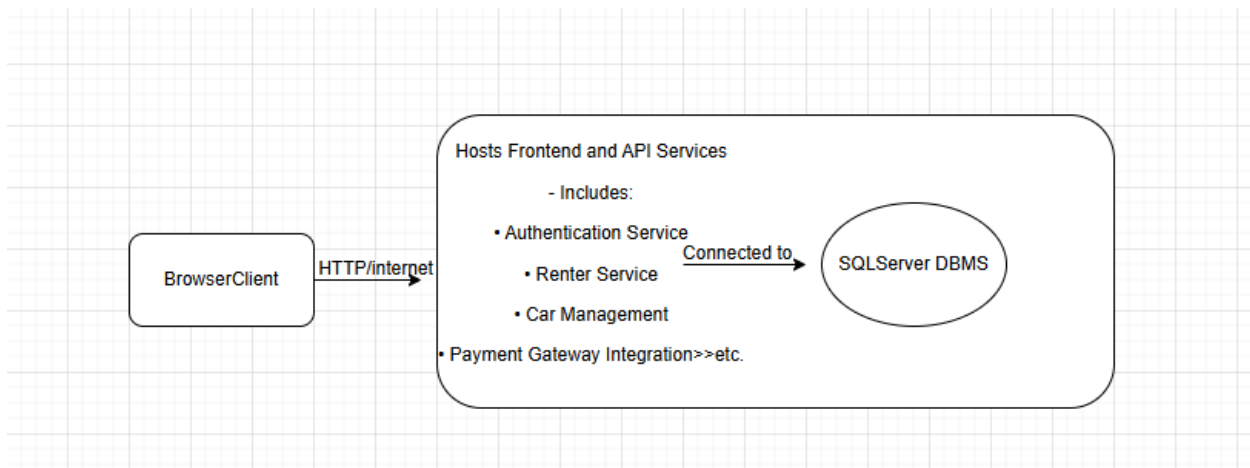 Hosts Frontend and API Services
- Includes:
• Authentication Service
Connected to
SQLServer DBMS
BrowserClient
HTTP/internet
• Renter Service
• Car Management
• Payment Gateway Integration>>etc.